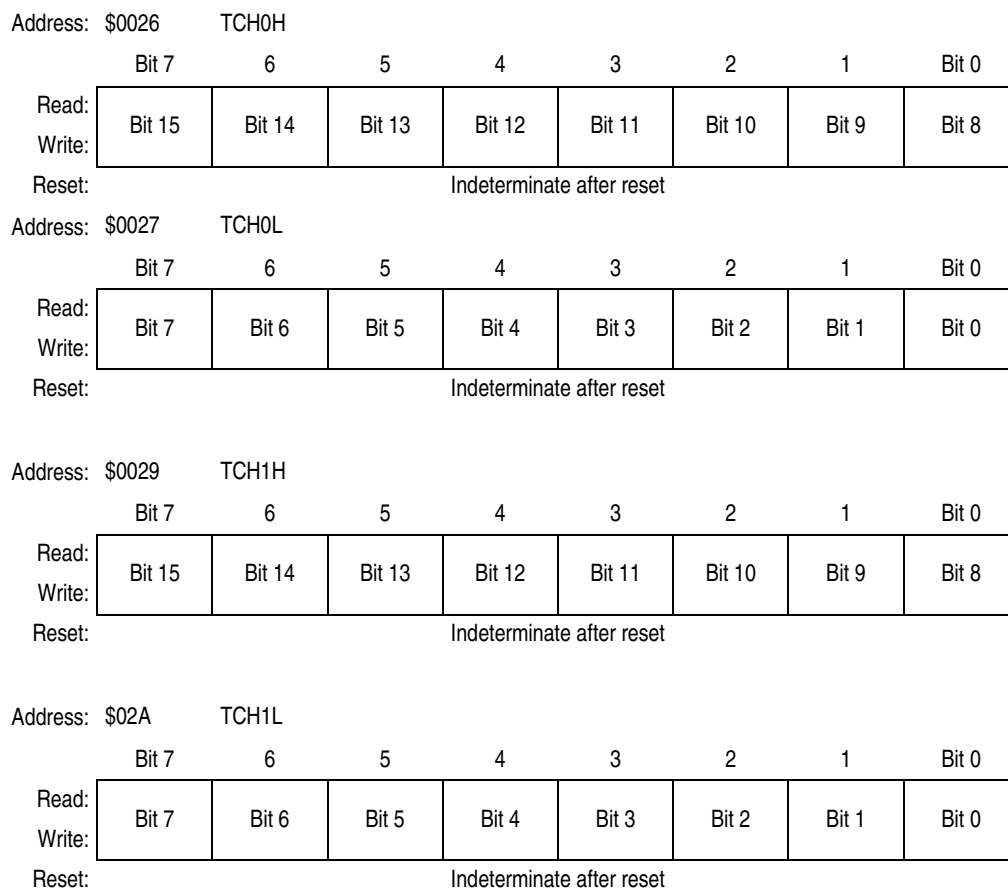 Address: $0026 TCH0H
Bit 7 6 5 4 3 2 1 Bit 0
Read:
Bit 15 Bit 14 Bit 13 Bit 12 Bit 11 Bit 10 Bit 9 Bit 8
Write:
Reset: Indeterminate after reset
Address: $0027 TCH0L
Bit 7 6 5 4 3 2 1 Bit 0
Read:
Bit 7 Bit 6 Bit 5 Bit 4 Bit 3 Bit 2 Bit 1 Bit 0
Write:
Reset: Indeterminate after reset
Address: $0029 TCH1H
Bit 7 6 5 4 3 2 1 Bit 0
Read:
Bit 15 Bit 14 Bit 13 Bit 12 Bit 11 Bit 10 Bit 9 Bit 8
Write:
Reset: Indeterminate after reset
Address: $02A TCH1L
Bit 7 6 5 4 3 2 1 Bit 0
Read:
Bit 7 Bit 6 Bit 5 Bit 4 Bit 3 Bit 2 Bit 1 Bit 0
Write:
Reset: Indeterminate after reset